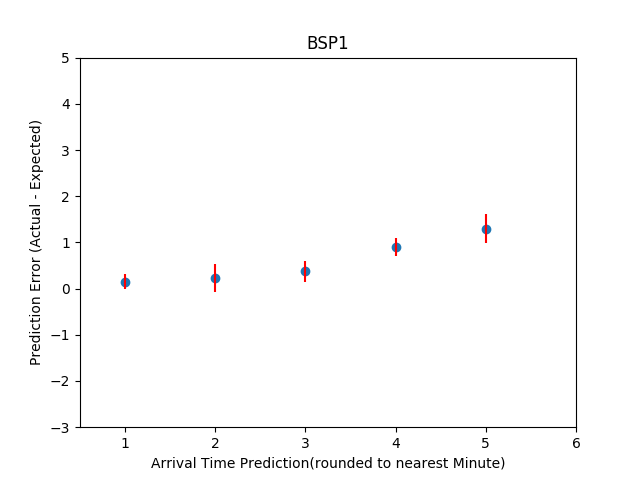 BSP1
5
4
3
2
1
0
−1
−2
−3
Prediction Error (Actual - Expected)
1 2 3 4 5 6
Arrival Time Prediction(rounded to nearest Minute)